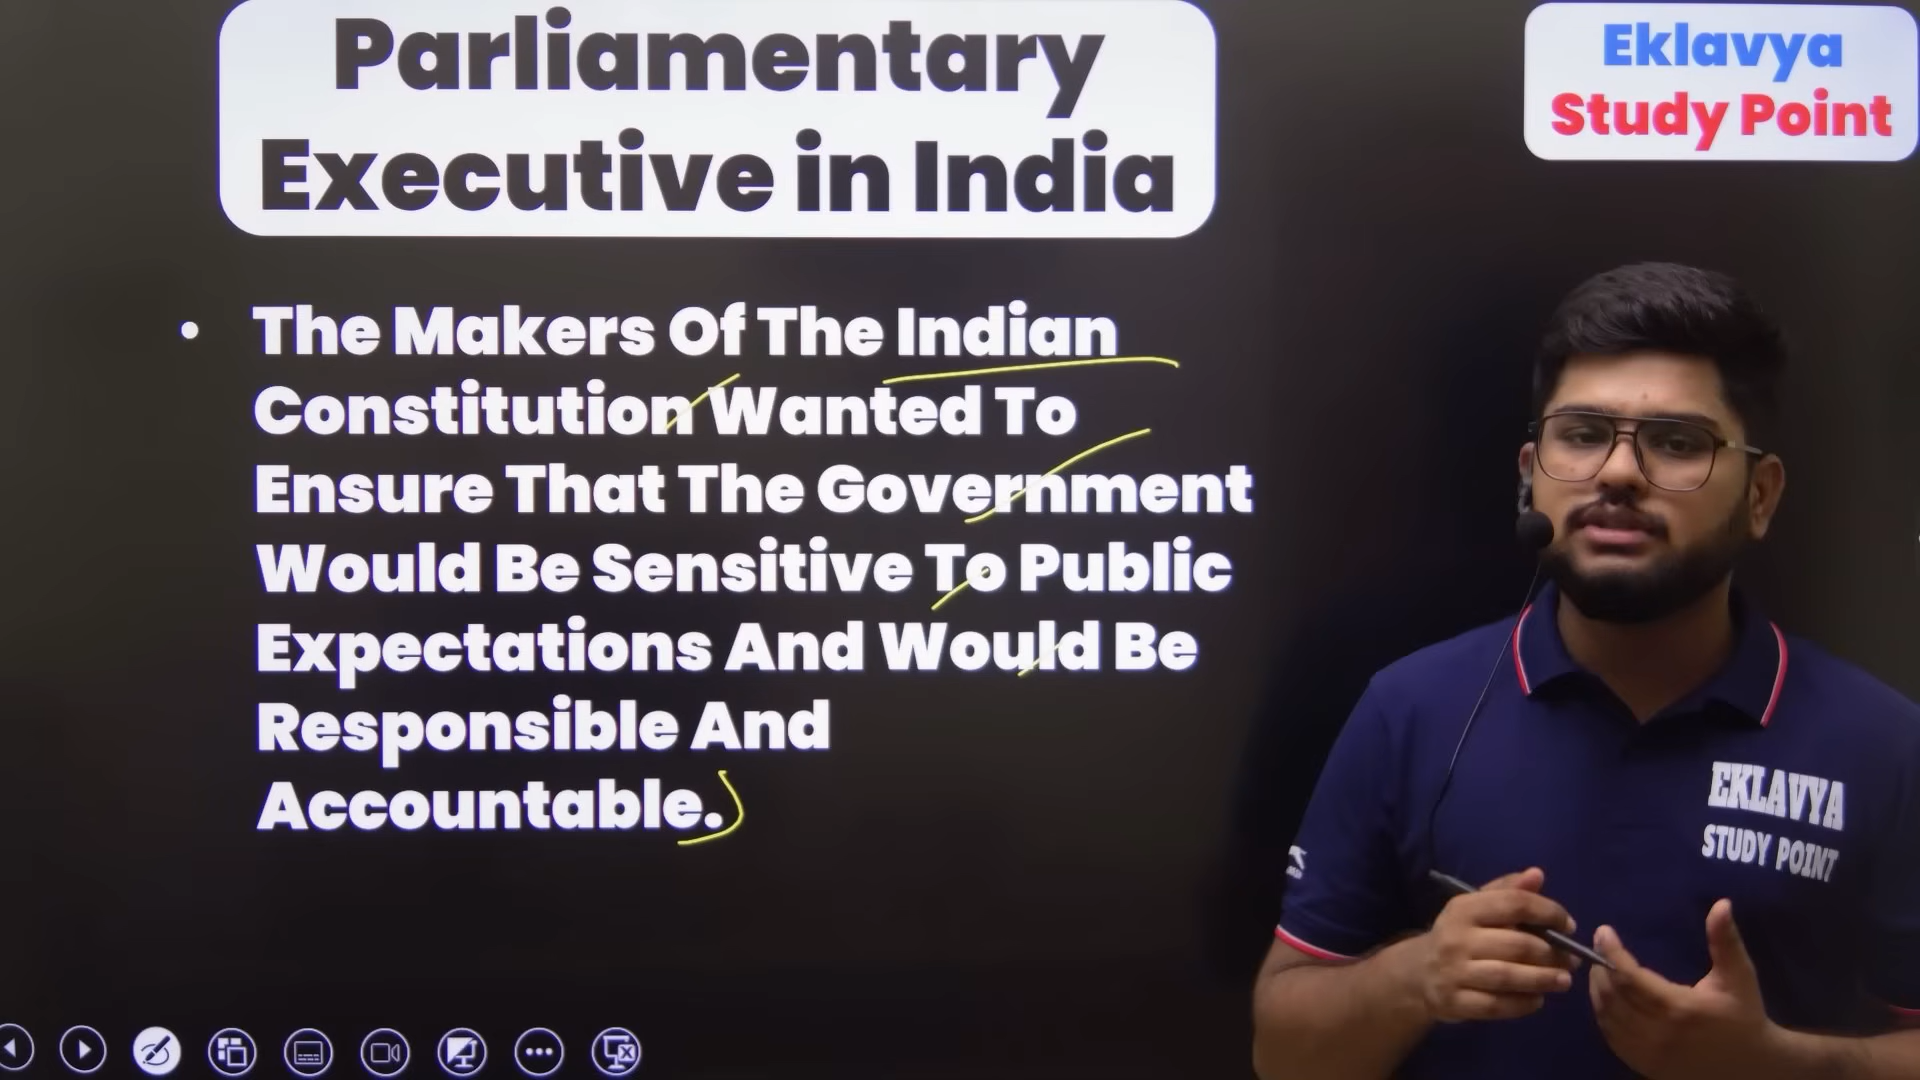 Parliamentary
Executive in India
Eklavya
Study Point
• The Makers Of The Indian
Constitution Wanted To
Ensure That The Government
Would Be Sensitive To Public
Expectations And Would Be
Responsible And
Accountable.
EKLAVYA
STUDY POINT